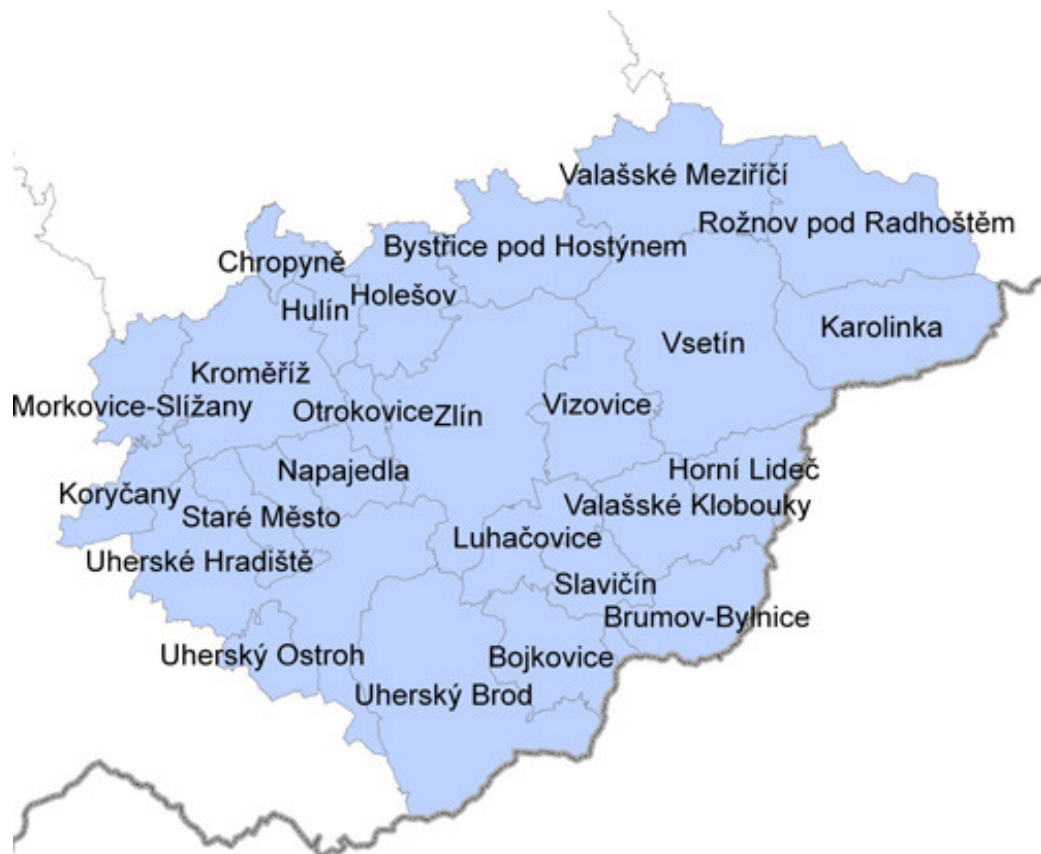 Valašské Meziříčí
Rožnov pod Radhoštěm
Bystřice pod Hostýnem
Chropyně
Holešov
Hulín
Karolinka
Vsetín
Kroměříž
Morkovice-Slížany
Otrokovice
Zlín
Vizovice
Napajedla
Horní Lideč
Koryčany
Valašské Klobouky
Staré Město
Luhačovice
Uherské Hradiště
Slavičín
Brumov-Bylnice
Uherský Ostroh
Bojkovice
Uherský Brod